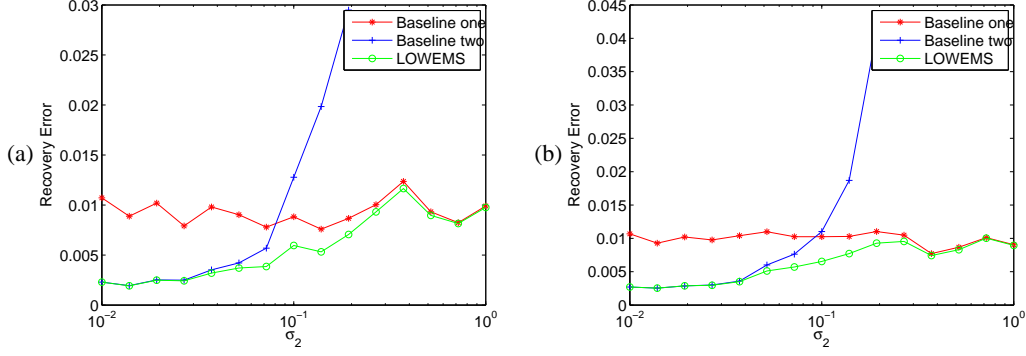 (a)
Recovery Error
0.03
0.025
0.02
0.015
0.01
0.005
0
10^-2
10^-1
10^0
σ_2
Baseline one
Baseline two
LOWEMS
(b)
Recovery Error
0.045
0.04
0.035
0.03
0.025
0.02
0.015
0.01
0.005
0
10^-2
10^-1
10^0
σ_2
Baseline one
Baseline two
LOWEMS